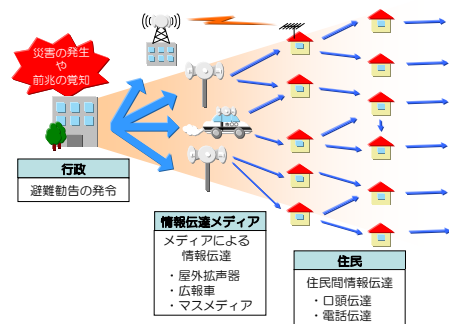 災害の発生
や
前兆の覚知
行政
避難勧告の発令
情報伝達メディア
メディアによる
情報伝達
・屋外拡声器
・広報車
・マスメディア
住民
住民間情報伝達
・口頭伝達
・電話伝達